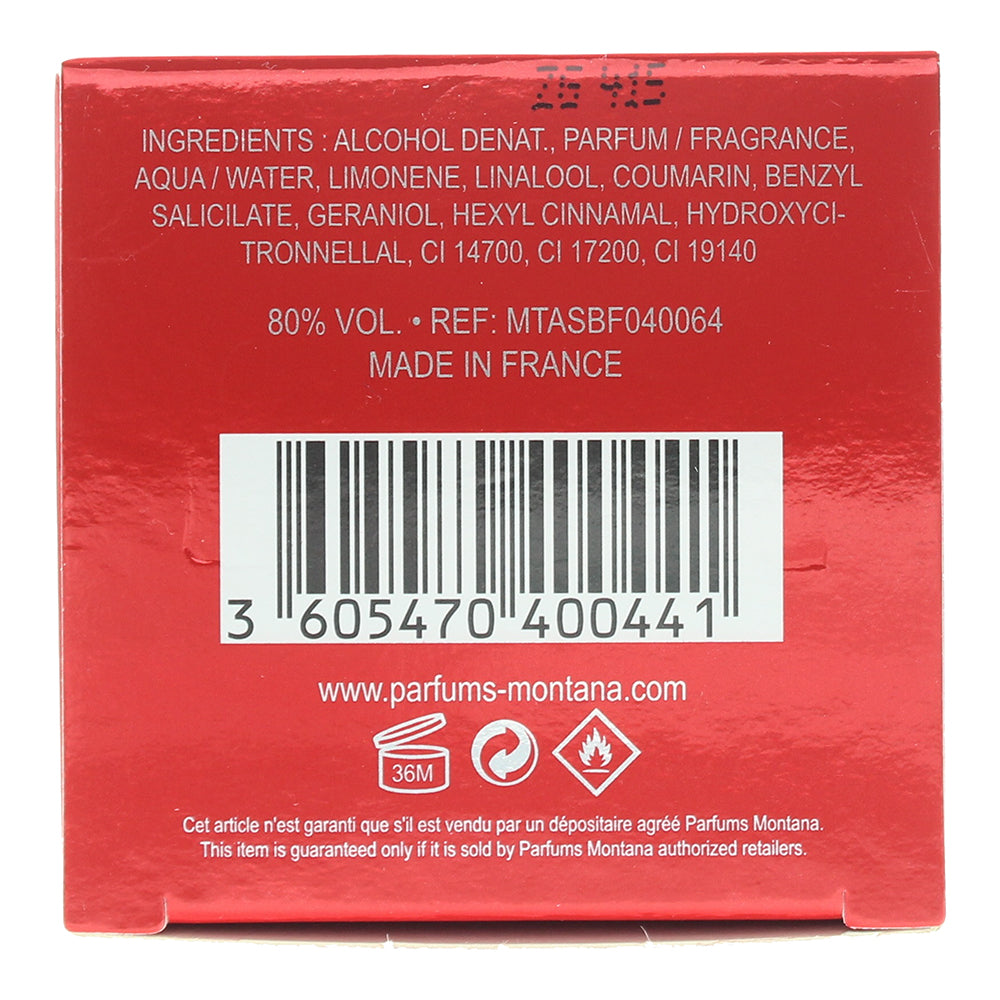 26 415
INGREDIENTS : ALCOHOL DENAT., PARFUM / FRAGRANCE,
AQUA / WATER, LIMONENE, LINALOOL, COUMARIN, BENZYL
SALICILATE, GERANIOL, HEXYL CINNAMAL, HYDROXYCI-
TRONNELLAL, CI 14700, CI 17200, CI 19140
80% VOL. • REF: MTASBF040064
MADE IN FRANCE
3 605470 400441
www.parfums-montana.com
36M
Cet article n'est garanti que s'il est vendu par un dépositaire agréé Parfums Montana.
This item is guaranteed only if it is sold by Parfums Montana authorized retailers.